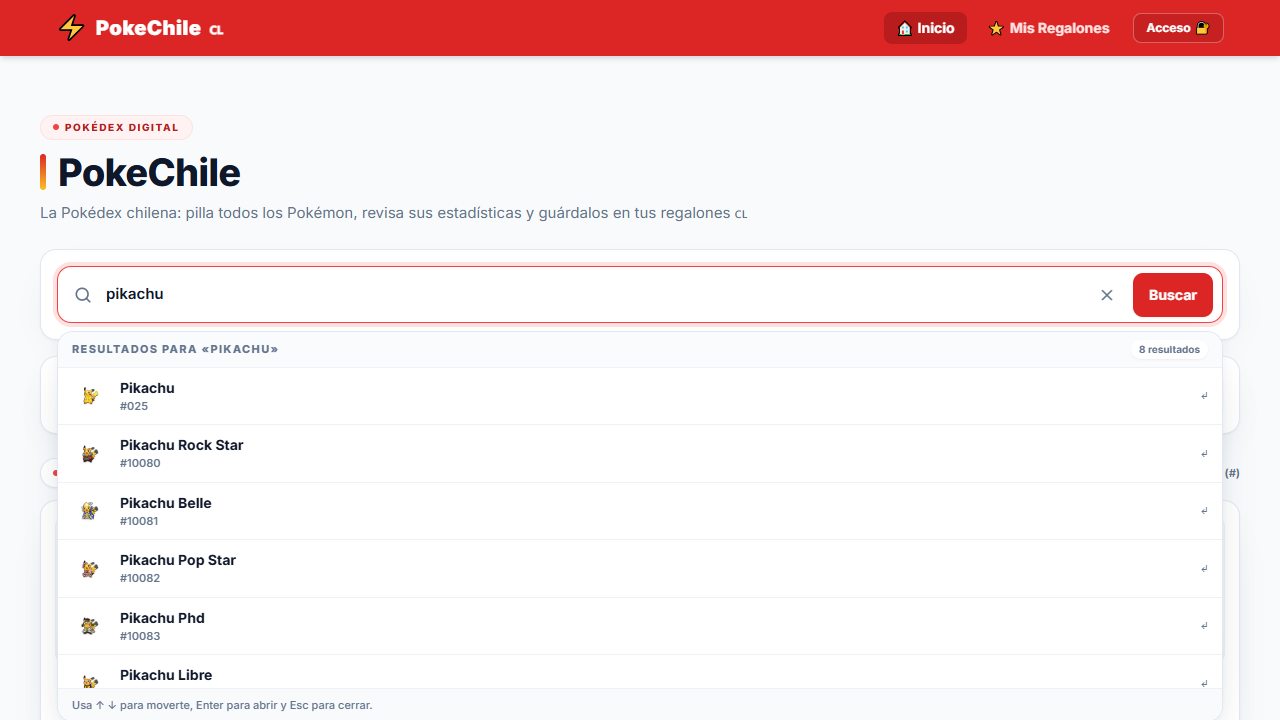 ⚡ PokeChile CL
🏠 Inicio
⭐ Mis Regalones
Acceso 🔐
POKÉDEX DIGITAL
PokeChile
La Pokédex chilena: pilla todos los Pokémon, revisa sus estadísticas y guárdalos en tus regalones CL
pikachu
Buscar
RESULTADOS PARA «PIKACHU»
8 resultados
Pikachu
#025
Pikachu Rock Star
#10080
(#)
Pikachu Belle
#10081
Pikachu Pop Star
#10082
Pikachu Phd
#10083
Pikachu Libre
Usa ↑ ↓ para moverte, Enter para abrir y Esc para cerrar.